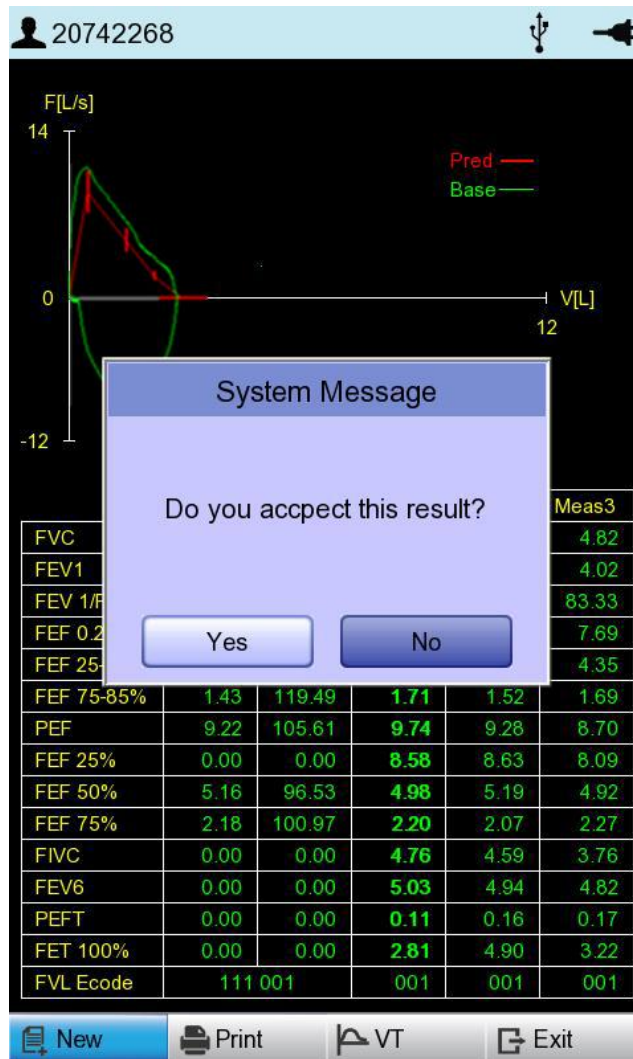 20742268
F[L/s]
14
Pred
Base
0
V[L]
12
-12
System Message
Do you accpect this result?
Yes No
Meas3
FVC 4.82
FEV1 4.02
FEV 1/F 83.33
FEF 0.2 7.69
FEF 25- 4.35
FEF 75-85% 1.43 119.49 1.71 1.52 1.69
PEF 9.22 105.61 9.74 9.28 8.70
FEF 25% 0.00 0.00 8.58 8.63 8.09
FEF 50% 5.16 96.53 4.98 5.19 4.92
FEF 75% 2.18 100.97 2.20 2.07 2.27
FIVC 0.00 0.00 4.76 4.59 3.76
FEV6 0.00 0.00 5.03 4.94 4.82
PEFT 0.00 0.00 0.11 0.16 0.17
FET 100% 0.00 0.00 2.81 4.90 3.22
FVL Ecode 111 001 001 001 001
New Print VT Exit